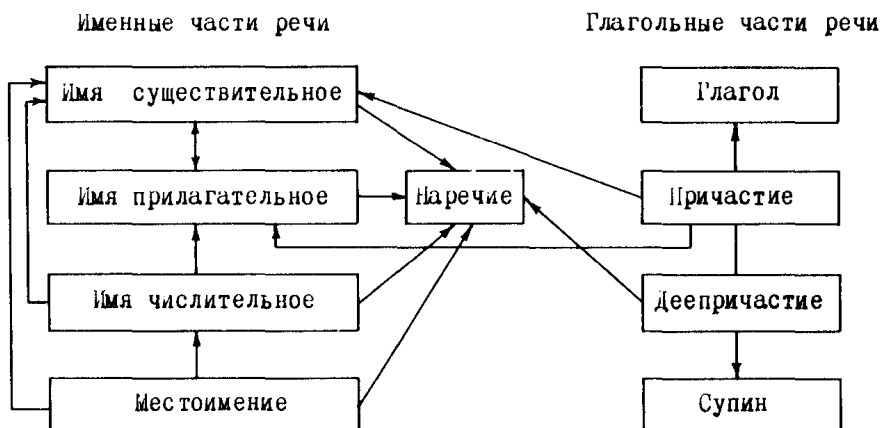 Именные части речи
Глагольные части речи
Имя существительное
Глагол
Имя прилагательное
Наречие
Причастие
Имя числительное
Деепричастие
Местоимение
Супин